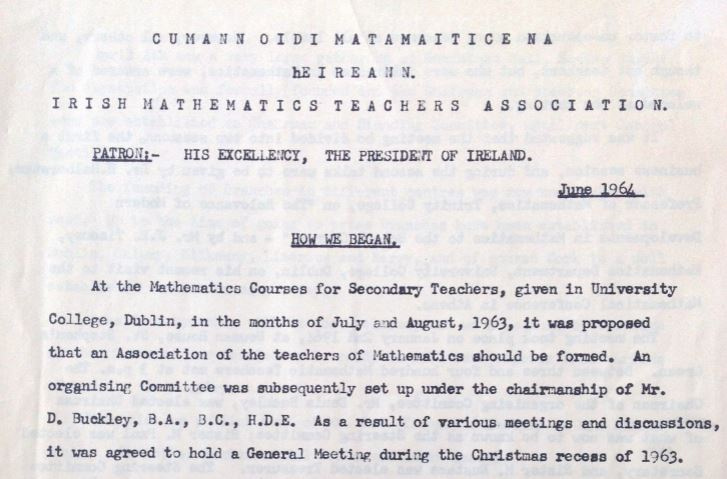 CUMANN OIDI MATAMAITICE NA
hEIREANN.
IRISH MATHEMATICS TEACHERS ASSOCIATION.
PATRON:- HIS EXCELLENCY, THE PRESIDENT OF IRELAND.
June 1964
HOW WE BEGAN.
At the Mathematics Courses for Secondary Teachers, given in University
College, Dublin, in the months of July and August, 1963, it was proposed
that an Association of the teachers of Mathematics should be formed. An
organising Committee was subsequently set up under the chairmanship of Mr.
D. Buckley, B.A., B.C., H.D.E. As a result of various meetings and discussions,
it was agreed to hold a General Meeting during the Christmas recess of 1963.